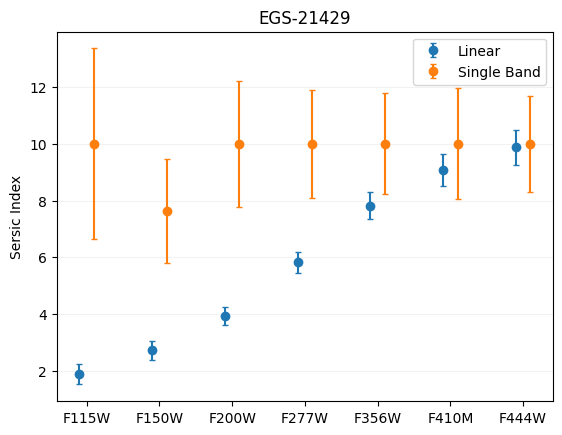 EGS-21429
Linear
Single Band
12
10
8
6
4
2
Sersic Index
F115W F150W F200W F277W F356W F410M F444W